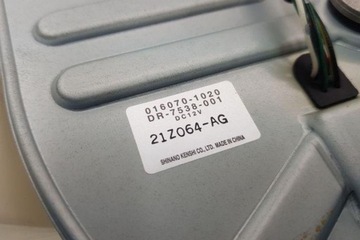 016070-1020
DR-7538-001
DC12V
21Z064-AG
SHINANO KENSHI CO., LTD. MADE IN CHINA